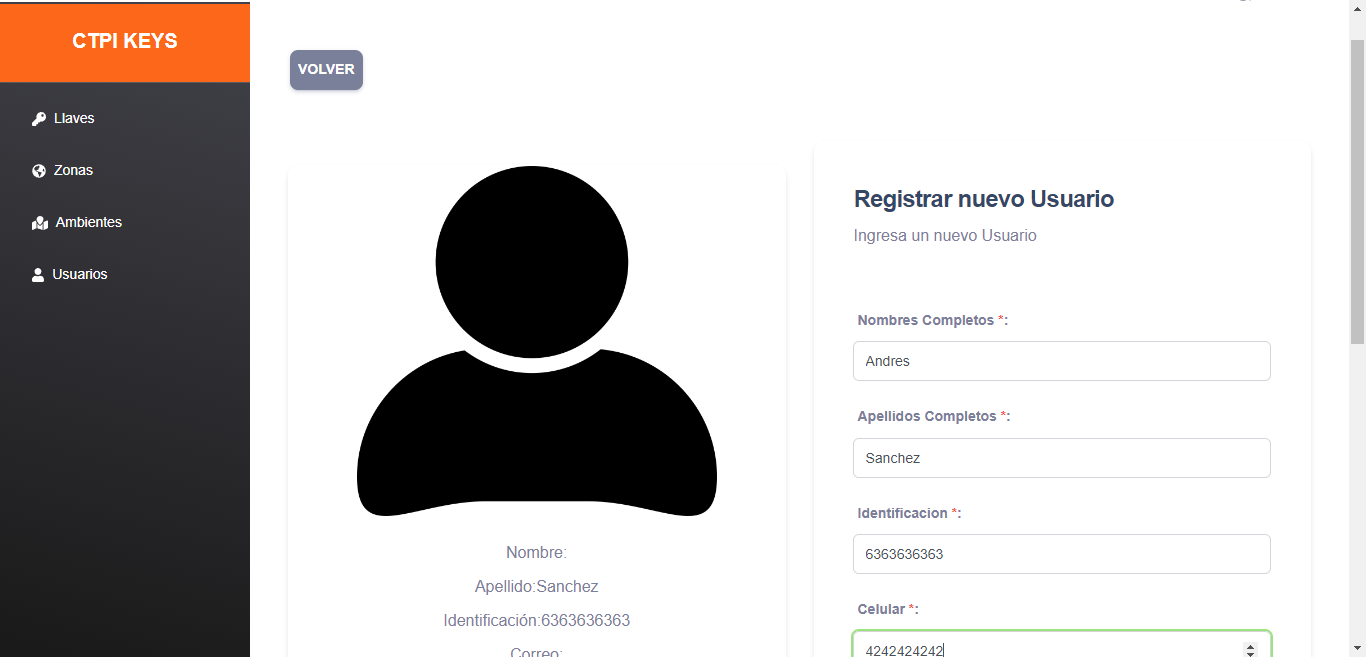 CTPI KEYS
Llaves
Zonas
Ambientes
Usuarios
VOLVER
Nombre:
Apellido:Sanchez
Identificación:6363636363
Correo:
Registrar nuevo Usuario
Ingresa un nuevo Usuario
Nombres Completos *:
Andres
Apellidos Completos *:
Sanchez
Identificacion *:
6363636363
Celular *:
4242424242